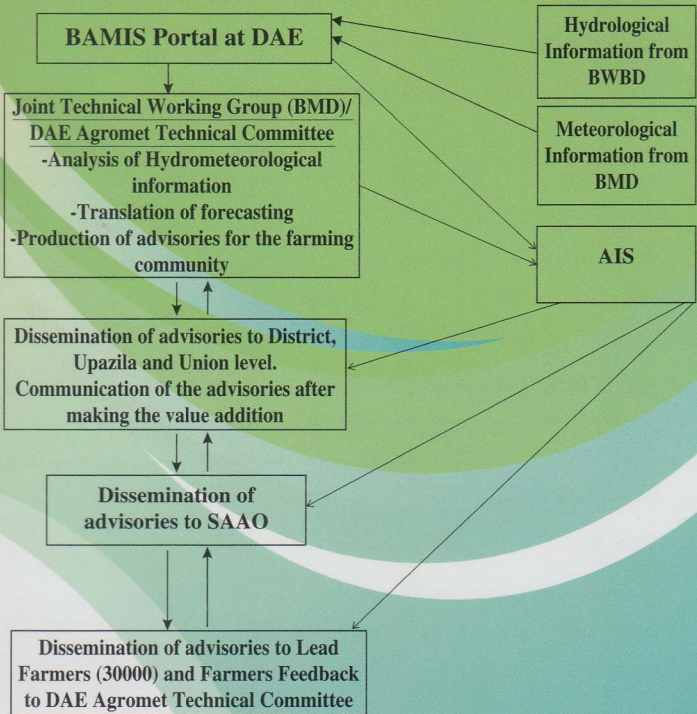 BAMIS Portal at DAE
Hydrological
Information from
BWBD
Joint Technical Working Group (BMD)/
DAE Agromet Technical Committee
-Analysis of Hydrometeorological
information
-Translation of forecasting
-Production of advisories for the farming
community
Meteorological
Information from
BMD
AIS
Dissemination of advisories to District,
Upazila and Union level.
Communication of the advisories after
making the value addition
Dissemination of
advisories to SAAO
Dissemination of advisories to Lead
Farmers (30000) and Farmers Feedback
to DAE Agromet Technical Committee